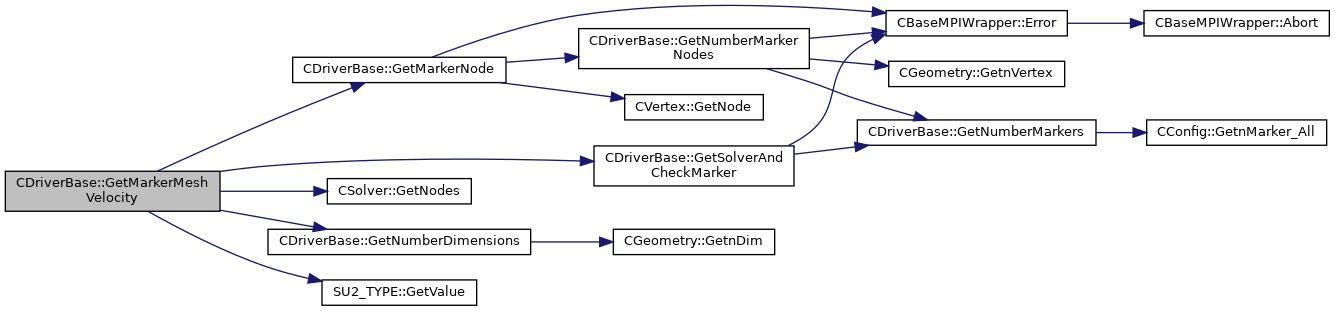 CBaseMPIWrapper::Error
CBaseMPIWrapper::Abort
CDriverBase::GetNumberMarker
Nodes
CDriverBase::GetMarkerNode
CGeometry::GetnVertex
CVertex::GetNode
CDriverBase::GetNumberMarkers
CConfig::GetnMarker_All
CDriverBase::GetSolverAnd
CheckMarker
CDriverBase::GetMarkerMesh
Velocity
CSolver::GetNodes
CDriverBase::GetNumberDimensions
CGeometry::GetnDim
SU2_TYPE::GetValue